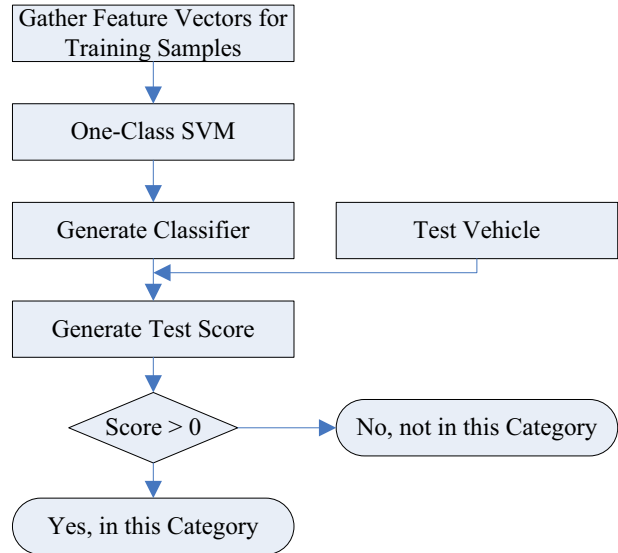 Gather Feature Vectors for
Training Samples
One-Class SVM
Generate Classifier
Test Vehicle
Generate Test Score
Score > 0
No, not in this Category
Yes, in this Category